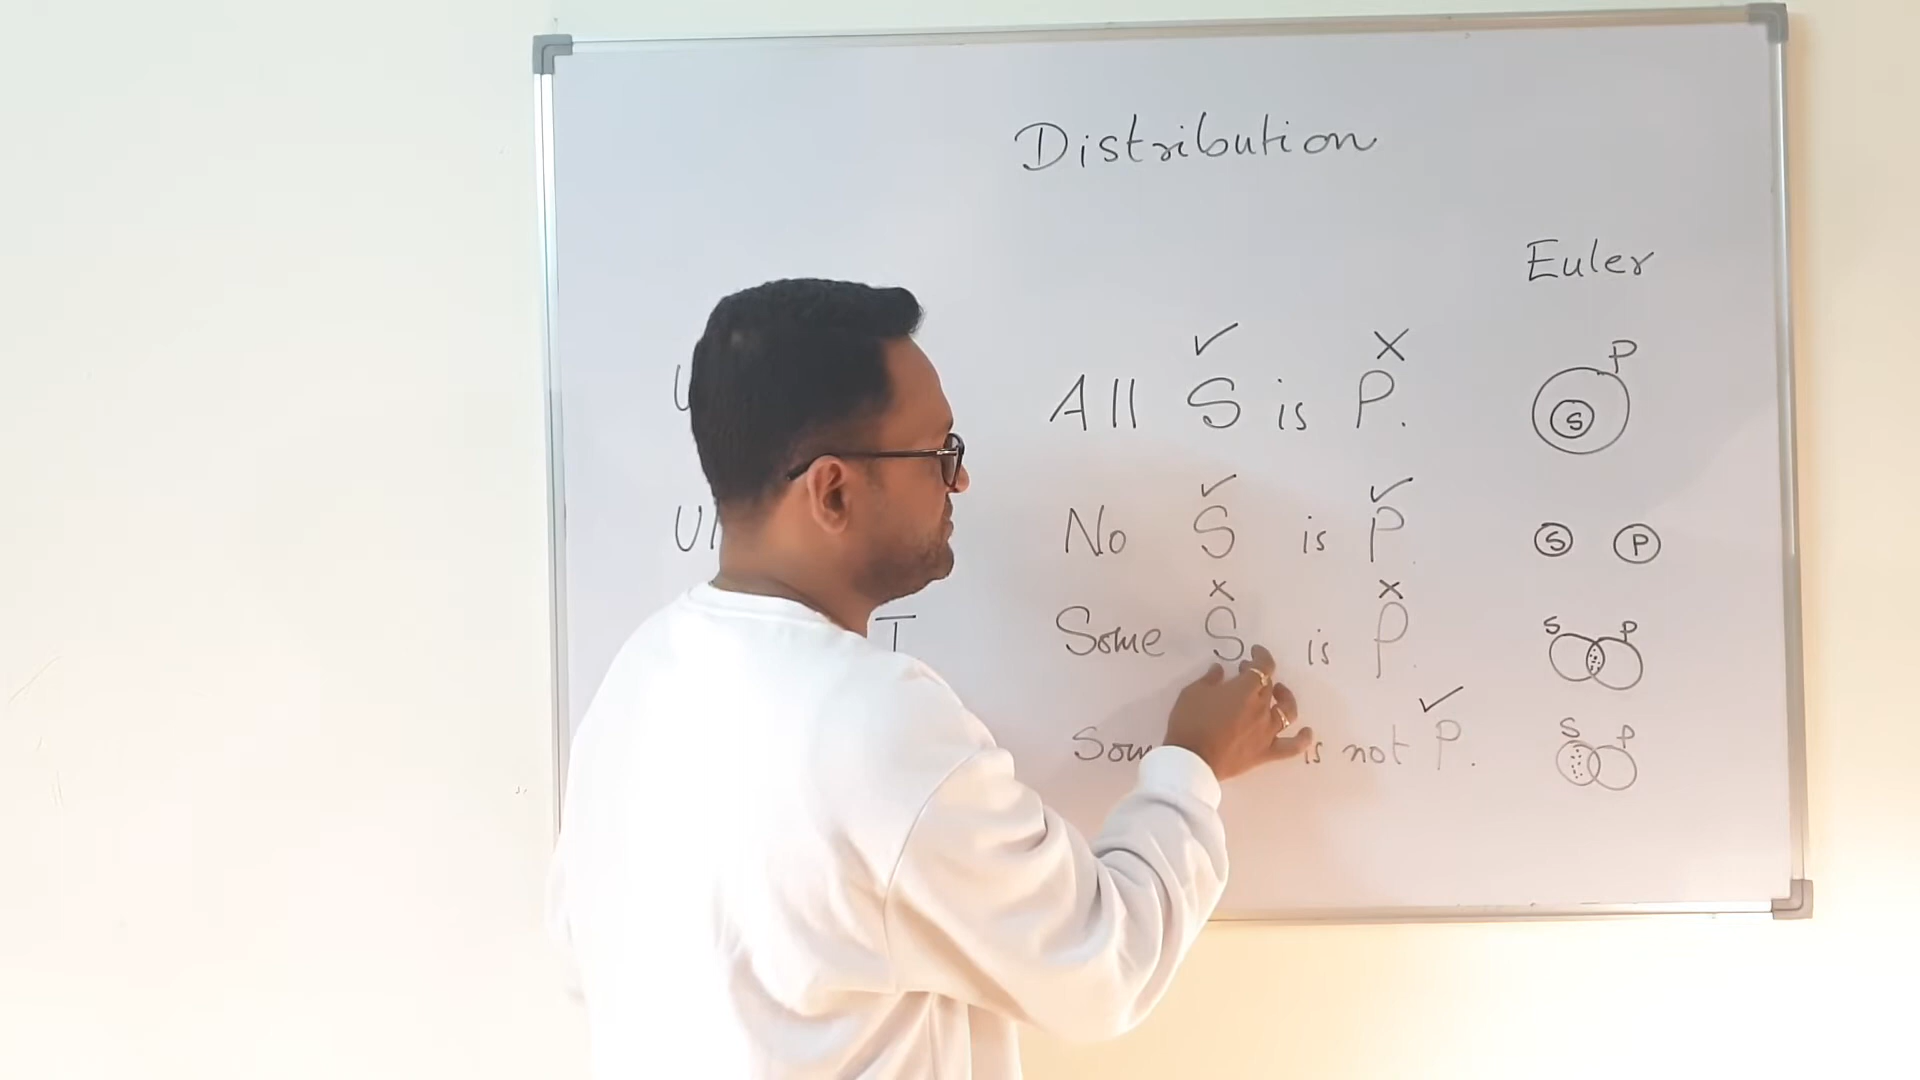 Distribution
Euler
All S is P.
P
S
No S is P.
S P
I
Some S is P.
S P
is not P.
S P